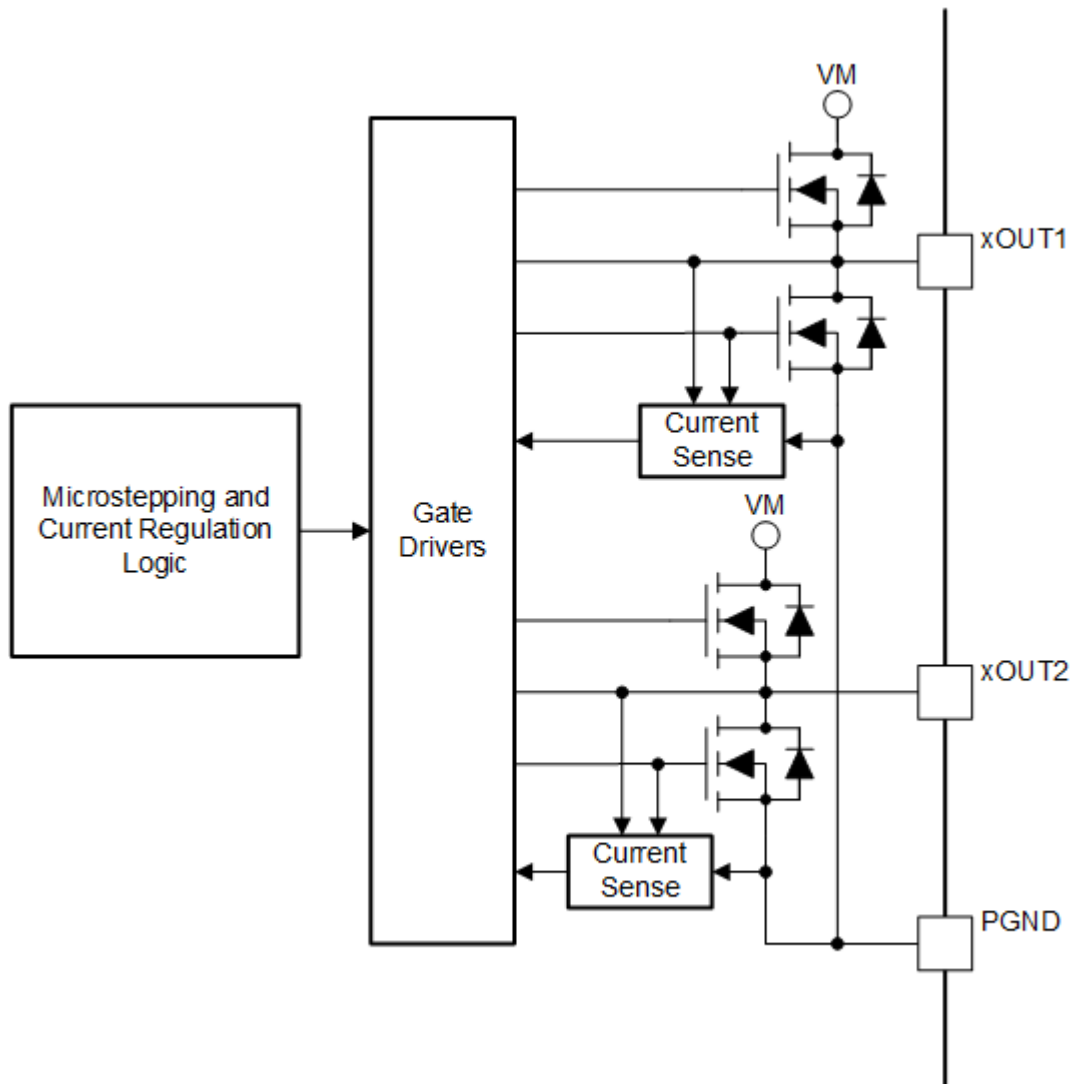 VM
xOUT1
Current
Sense
Microstepping and
Current Regulation
Logic
Gate
Drivers
VM
xOUT2
Current
Sense
PGND